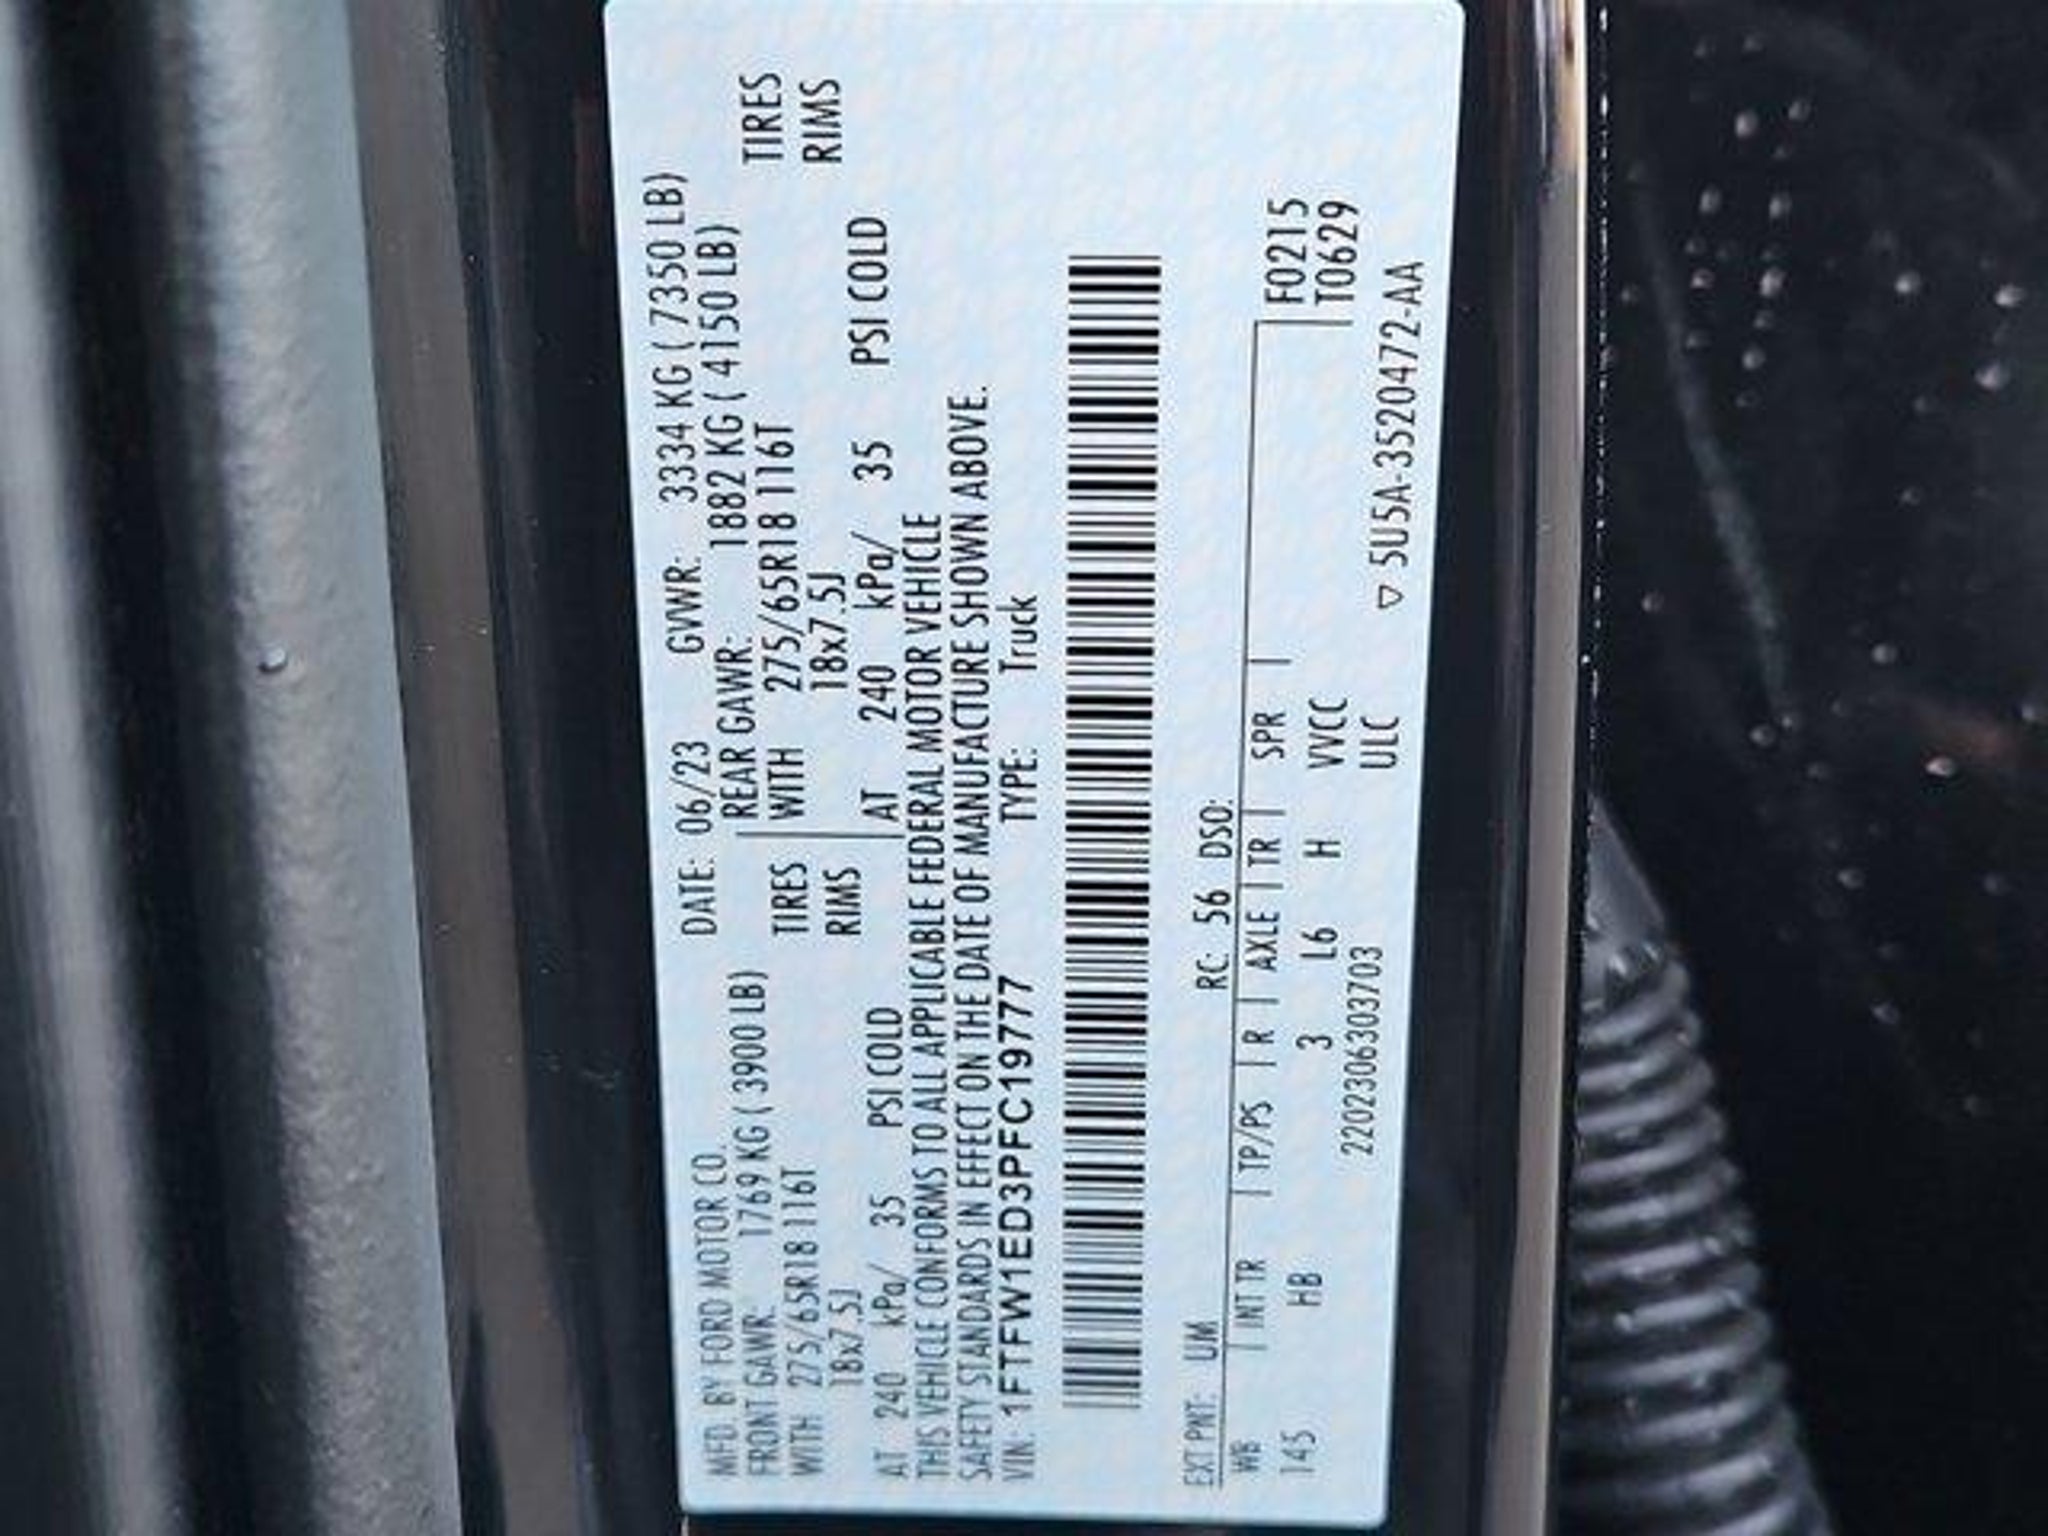 MFD. BY FORD MOTOR CO. DATE: 06/23 GVWR: 3334 KG ( 7350 LB)
FRONT GAWR: 1769 KG ( 3900 LB) REAR GAWR: 1882 KG ( 4150 LB)
WITH 275/65R18 116T TIRES WITH 275/65R18 116T TIRES
18x7.5J RIMS 18x7.5J RIMS
AT 240 kPa/ 35 PSI COLD AT 240 kPa/ 35 PSI COLD
THIS VEHICLE CONFORMS TO ALL APPLICABLE FEDERAL MOTOR VEHICLE
SAFETY STANDARDS IN EFFECT ON THE DATE OF MANUFACTURE SHOWN ABOVE.
VIN: 1FTFW1ED3PFC19777 TYPE: Truck
EXT PNT: UM RC: 56 DSO:
WB INT TR TP/PS R AXLE TR SPR F0215
145 HB 3 L6 H VVCC T0629
2202306303703 ULC
▽ 5U5A-3520472-AA